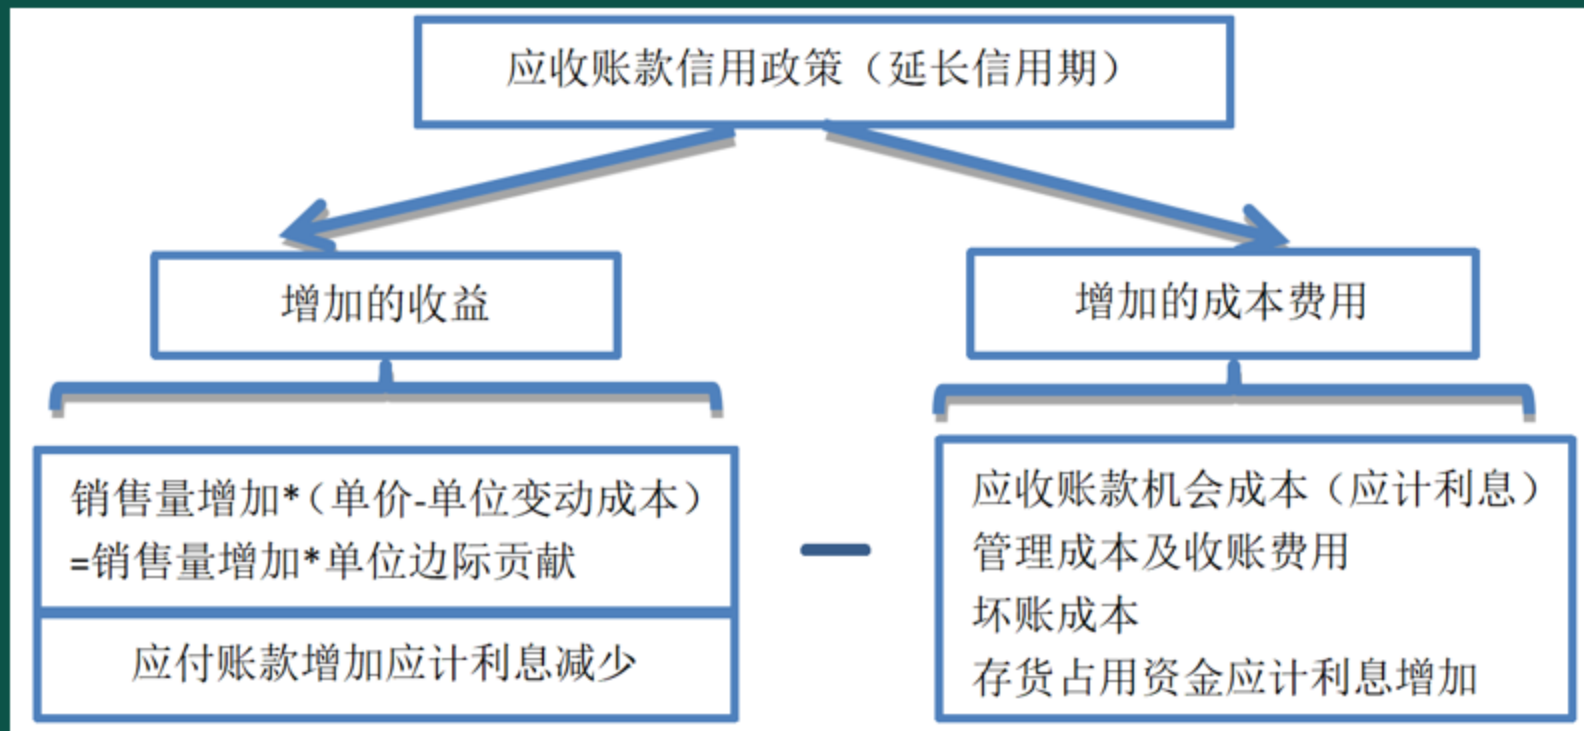 应收账款信用政策（延长信用期）
增加的收益
增加的成本费用
销售量增加*（单价-单位变动成本）
=销售量增加*单位边际贡献
应付账款增加应计利息减少
应收账款机会成本（应计利息）
管理成本及收账费用
坏账成本
存货占用资金应计利息增加